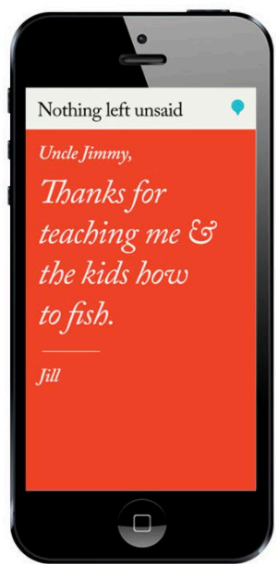 Nothing left unsaid
Uncle Jimmy,
Thanks for
teaching me &
the kids how
to fish.
Jill